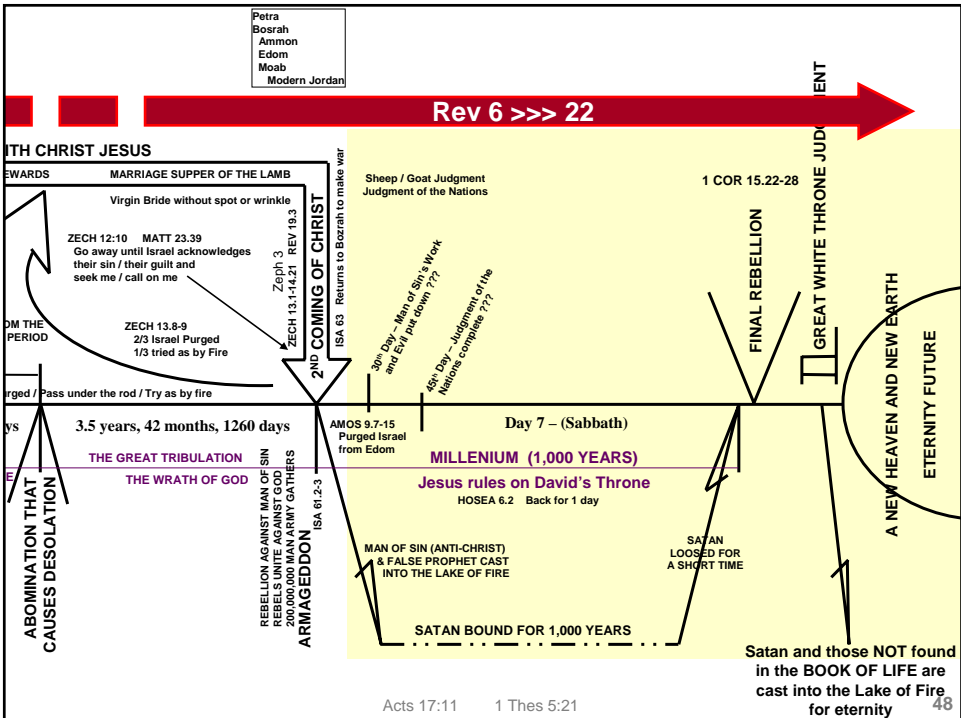 Petra
Bosrah
Ammon
Edom
Moab
Modern Jordan
Rev 6 >>> 22
ITH CHRIST JESUS
EWARDS
MARRIAGE SUPPER OF THE LAMB
Virgin Bride without spot or wrinkle
ZECH 12:10 MATT 23.39
Go away until Israel acknowledges
their sin / their guilt and
seek me / call on me
ZECH 13.8-9
2/3 Israel Purged
1/3 tried as by Fire
OM THE
PERIOD
urged / Pass under the rod / Try as by fire
Zeph 3
ZECH 13.1-14.21 REV 19.3
2ND COMING OF CHRIST
ISA 63 Returns to Bozrah to make war
Sheep / Goat Judgment
Judgment of the Nations
30th Day – Man of Sin's Work
and Evil put down ???
45th Day – Judgment of the
Nations complete ???
1 COR 15.22-28
FINAL REBELLION
GREAT WHITE THRONE JUDGMENT
A NEW HEAVEN AND NEW EARTH
ETERNITY FUTURE
ys
3.5 years, 42 months, 1260 days
AMOS 9.7-15
Purged Israel
from Edom
Day 7 – (Sabbath)
THE GREAT TRIBULATION
MILLENIUM (1,000 YEARS)
E
THE WRATH OF GOD
Jesus rules on David's Throne
HOSEA 6.2 Back for 1 day
ABOMINATION THAT
CAUSES DESOLATION
REBELLION AGAINST MAN OF SIN
REBELS UNITE AGAINST GOD
200,000,000 MAN ARMY GATHERS
ARMAGEDDON
ISA 61.2-3
MAN OF SIN (ANTI-CHRIST)
& FALSE PROPHET CAST
INTO THE LAKE OF FIRE
SATAN
LOOSED FOR
A SHORT TIME
SATAN BOUND FOR 1,000 YEARS
Satan and those NOT found
in the BOOK OF LIFE are
cast into the Lake of Fire
for eternity
Acts 17:11 1 Thes 5:21
48